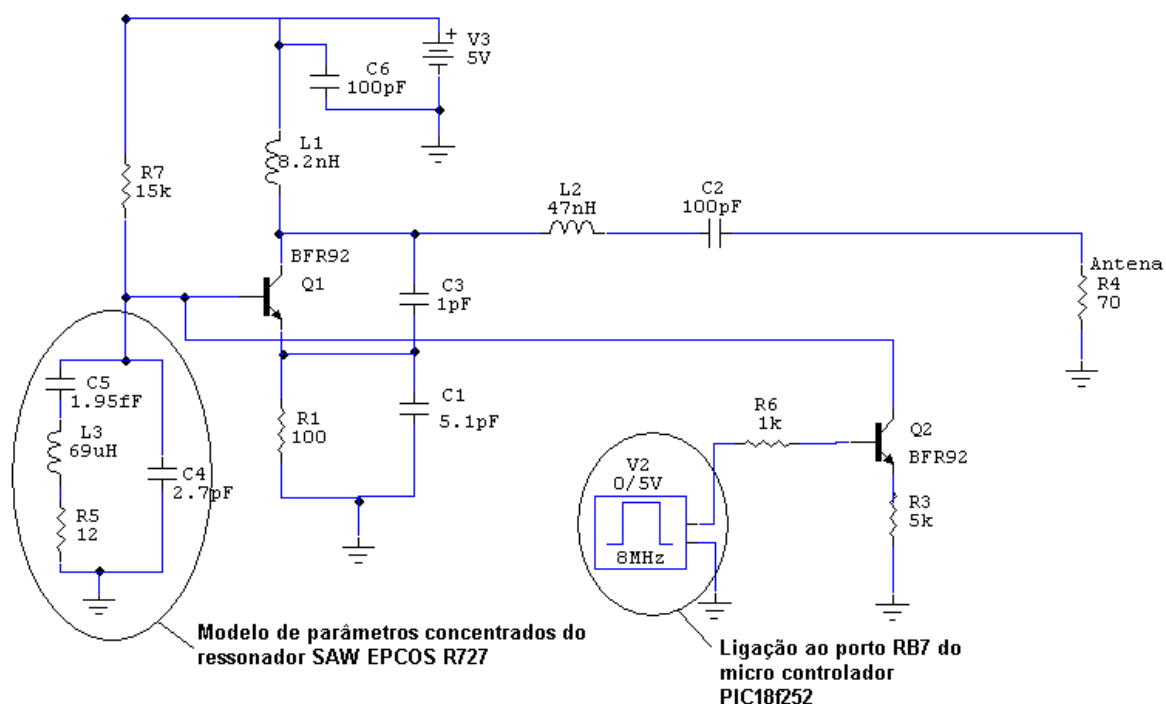 V3
5V
C6
100pF
L1
8.2nH
R7
15k
L2
47nH
C2
100pF
BFR92
Q1
Antena
R4
70
C3
1pF
C5
1.95fF
L3
69uH
C4
2.7pF
R5
12
R1
100
C1
5.1pF
R6
1k
Q2
BFR92
V2
0/5V
8MHz
R3
5k
Modelo de parâmetros concentrados do
ressonador SAW EPCOS R727
Ligação ao porto RB7 do
micro controlador
PIC18f252